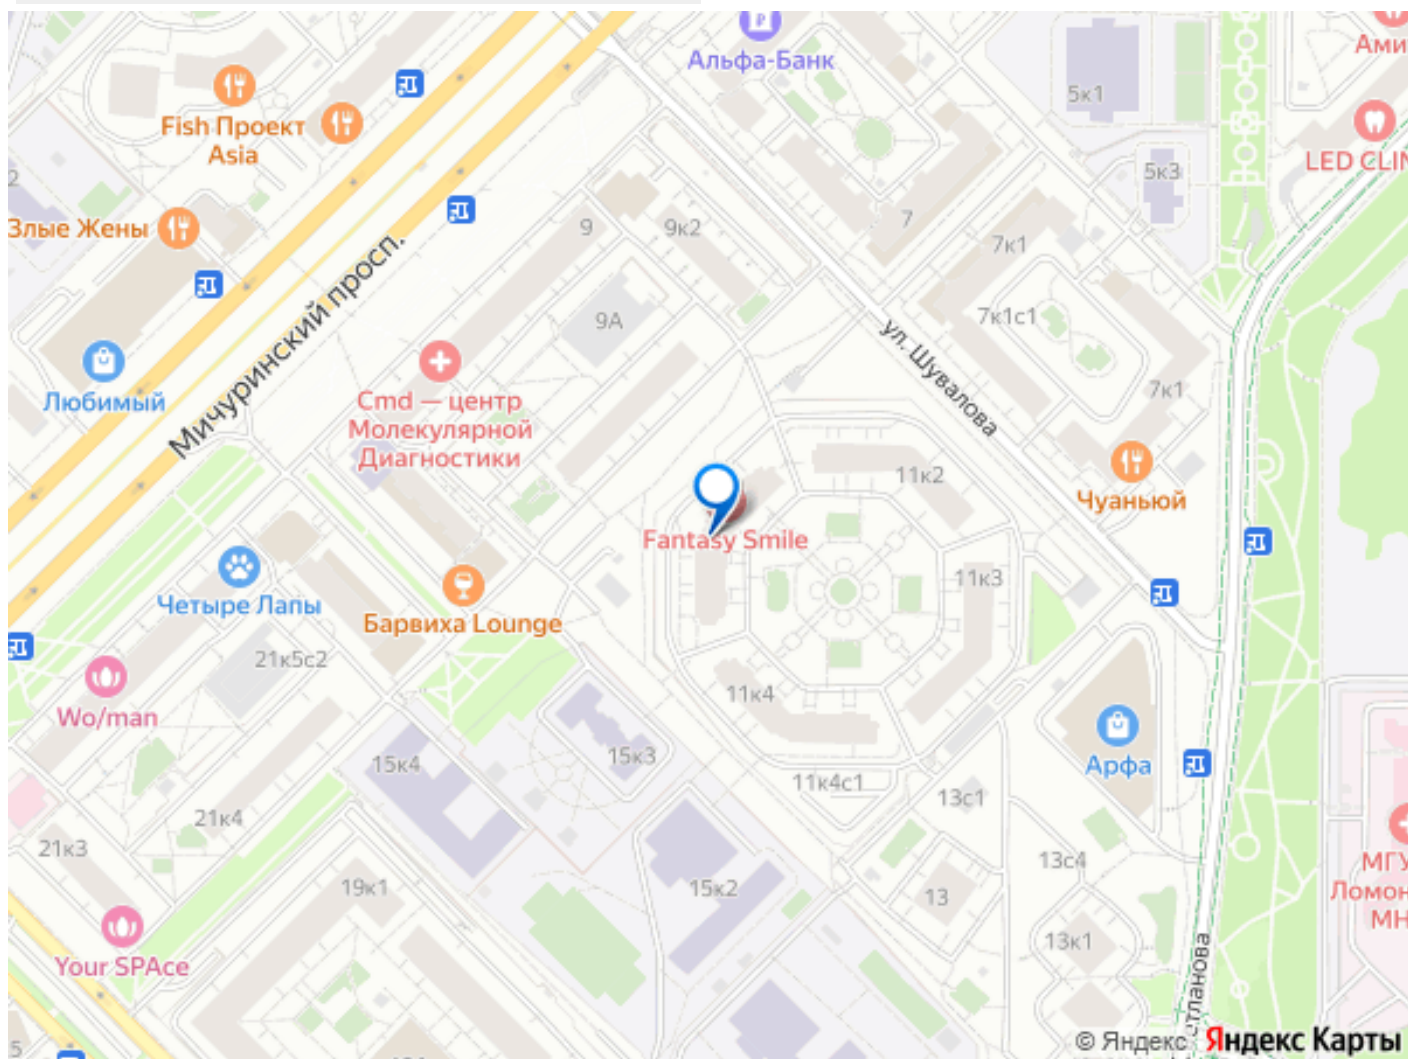 Альфа-Банк
Ами
5к1
Fish Проект
Asia
LED CLIN
2
5к3
Злые Жены
9
9к2
7
7к1
Мичуринский просп.
9А
7к1с1
ул. Шувалова
Любимый
Cmd — центр
Молекулярной
Диагностики
7к1
11к2
Чуаньюй
Fantasy Smile
11к3
Четыре Лапы
Барвиха Lounge
21к5с2
11к4
Wo/man
15к4
15к3
Арфа
11к4с1
13с1
21к4
21к3
13с4
МГУ
Ломон
МН
19к1
15к2
13
13к1
Your SPAce
етланова
5
© Яндекс
Яндекс Карты